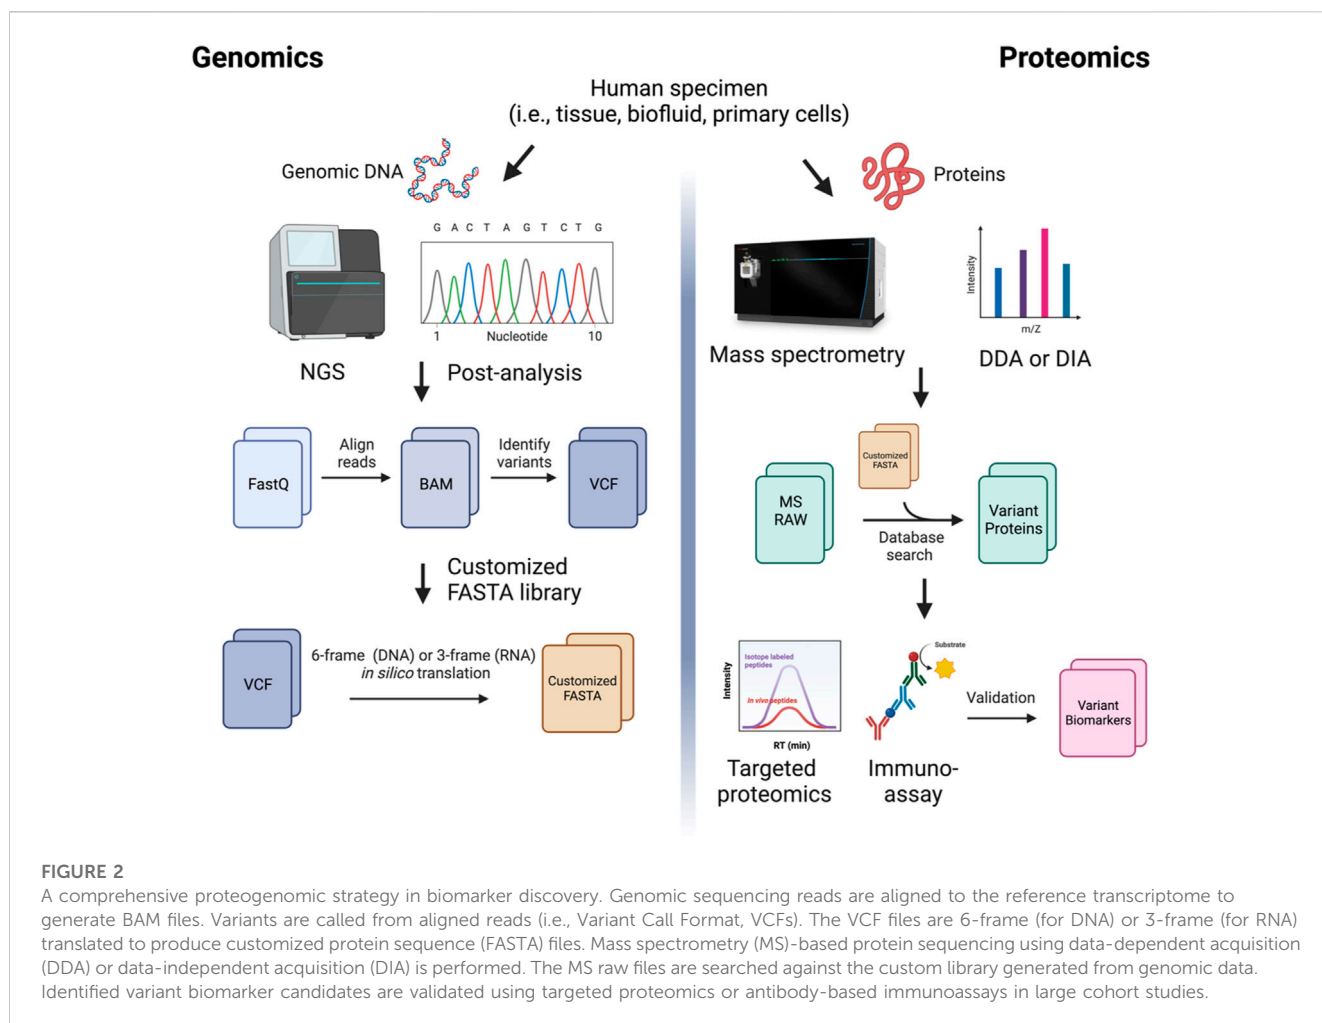 Genomics
Proteomics
Human specimen
(i.e., tissue, biofluid, primary cells)
Genomic DNA
G A C T A G T C T G
1 Nucleotide 10
NGS
Post-analysis
FastQ
Align
reads
BAM
Identify
variants
VCF
Customized
FASTA library
VCF
6-frame (DNA) or 3-frame (RNA)
in silico translation
Customized
FASTA
Proteins
Intensity
m/Z
Mass spectrometry
DDA or DIA
Customized
FASTA
MS
RAW
Database
search
Variant
Proteins
Intensity
Isotope labeled
peptides
In vivo peptides
RT (min)
Targeted
proteomics
Substrate
Immuno-
assay
Validation
Variant
Biomarkers
FIGURE 2
A comprehensive proteogenomic strategy in biomarker discovery. Genomic sequencing reads are aligned to the reference transcriptome to
generate BAM files. Variants are called from aligned reads (i.e., Variant Call Format, VCFs). The VCF files are 6-frame (for DNA) or 3-frame (for RNA)
translated to produce customized protein sequence (FASTA) files. Mass spectrometry (MS)-based protein sequencing using data-dependent acquisition
(DDA) or data-independent acquisition (DIA) is performed. The MS raw files are searched against the custom library generated from genomic data.
Identified variant biomarker candidates are validated using targeted proteomics or antibody-based immunoassays in large cohort studies.